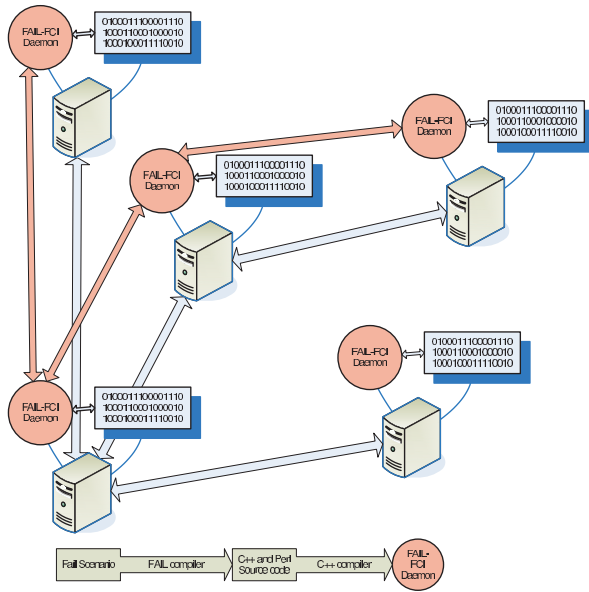 FAIL-FCI
Daemon
010001110000 1110
1000110001000010
1000100011110010
FAIL-FCI
Daemon
0100011100001110
1000110001000010
1000100011110010
FAIL-FCI
Daemon
0100011100001110
1000110001000010
1000100011110010
FAIL-FCI
Daemon
0100011100001110
1000110001000010
1000100011110010
FAIL-FCI
Daemon
0100011100001110
1000110001000010
1000100011110010
Fail Scenario
FAIL compiler
C++ and Perl
Source code
C++ compiler
FAIL-
FCI
Daemon